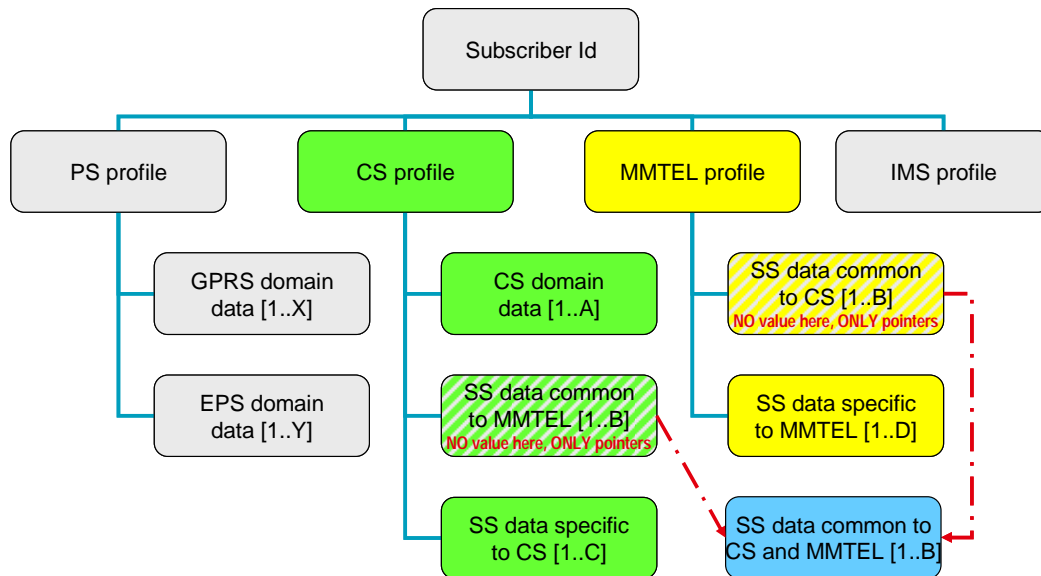 Subscriber Id
PS profile
CS profile
MMTEL profile
IMS profile
GPRS domain
data [1..X]
CS domain
data [1..A]
SS data common
to CS [1..B]
NO value here, ONLY pointers
EPS domain
data [1..Y]
SS data common
to MMTEL [1..B]
NO value here, ONLY pointers
SS data specific
to MMTEL [1..D]
SS data specific
to CS [1..C]
SS data common to
CS and MMTEL [1..B]